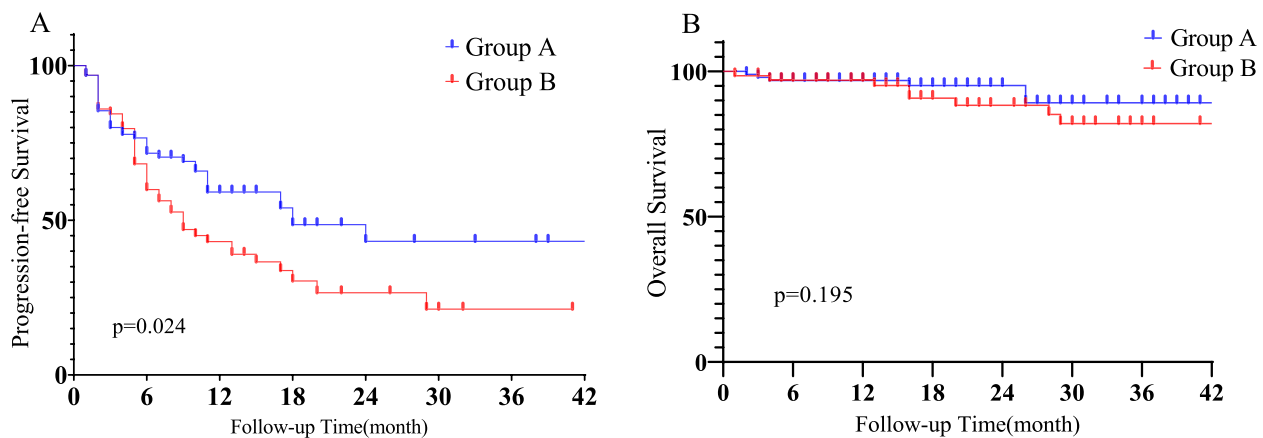 A
Group A
Group B
Progression-free Survival
100
50
0
p=0.024
6
12
18
24
30
36
42
Follow-up Time(month)
B
Group A
Group B
Overall Survival
100
50
0
p=0.195
0
6
12
18
24
30
36
42
Follow-up Time(month)